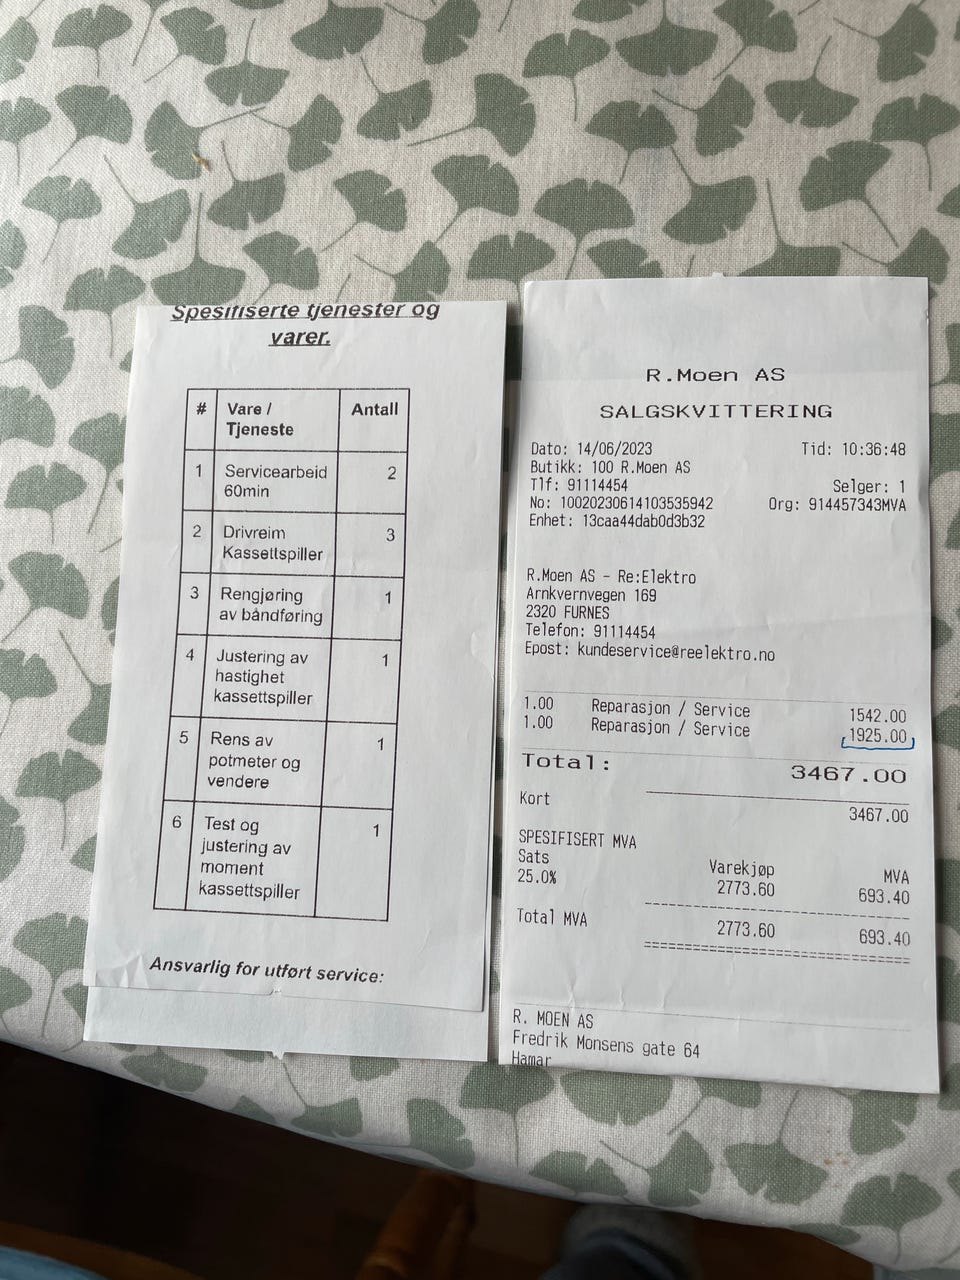 Spesifiserte tjenester og
varer.
# Vare / Antall
Tjeneste
1 Servicearbeid 2
60min
2 Drivreim 3
Kassettspiller
3 Rengjøring 1
av båndføring
4 Justering av 1
hastighet
kassettspiller
5 Rens av 1
potmeter og
vendere
6 Test og 1
justering av
moment
kassettspiller
Ansvarlig for utført service:
R.Moen AS
SALGSKVITTERING
Dato: 14/06/2023 Tid: 10:36:48
Butikk: 100 R.Moen AS
Tlf: 91114454 Selger: 1
No: 10020230614103535942 Org: 914457343MVA
Enhet: 13caa44dab0d3b32
R.Moen AS - Re:Elektro
Arnkvernvegen 169
2320 FURNES
Telefon: 91114454
Epost: kundeservice@reelektro.no
1.00 Reparasjon / Service 1542.00
1.00 Reparasjon / Service 1925.00
Total: 3467.00
Kort 3467.00
SPESIFISERT MVA
Sats Varekjøp MVA
25.0% 2773.60 693.40
Total MVA 2773.60 693.40
R. MOEN AS
Fredrik Monsens gate 64
Hamar